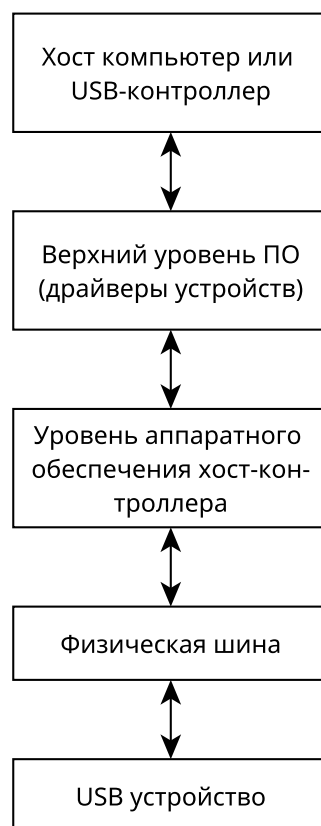 Хост компьютер или
USB-контроллер
Верхний уровень ПО
(драйверы устройств)
Уровень аппаратного
обеспечения хост-кон-
троллера
Физическая шина
USB устройство